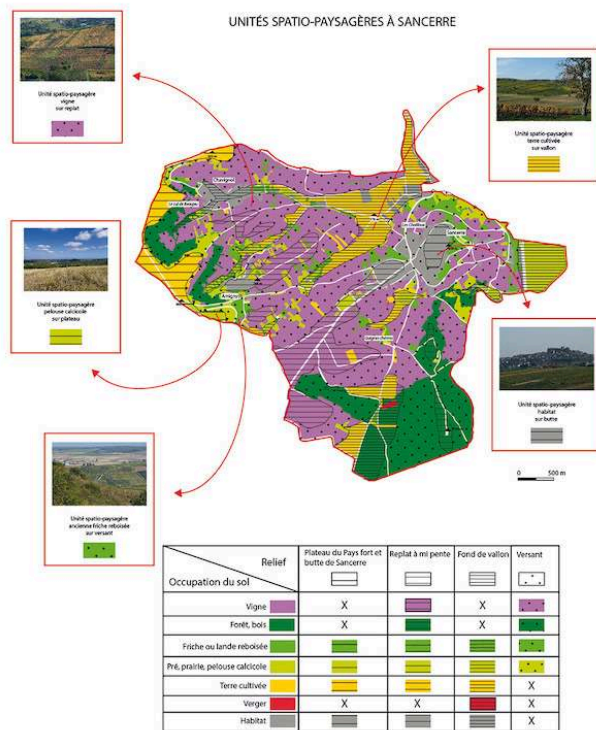 UNITÉS SPATIO-PAYSAGÈRES À SANCERRE
Unité spatio-paysagère
vigne
sur replat
Unité spatio-paysagère
terre cultivée
sur vallon
Chavignol
Amigny
Sancerre
Unité spatio-paysagère
pelouse calcicole
sur plateau
Unité spatio-paysagère
habitat
sur butte
Unité spatio-paysagère
ancienne friche reboisée
sur versant
0 500 m
Relief
Occupation du sol
Plateau du Pays fort et
butte de Sancerre
Replat à mi pente
Fond de vallon
Versant
Vigne X X
Forêt, bois X X
Friche ou lande reboisée
Pré, prairie, pelouse calcicole
Terre cultivée X
Verger X X X
Habitat X